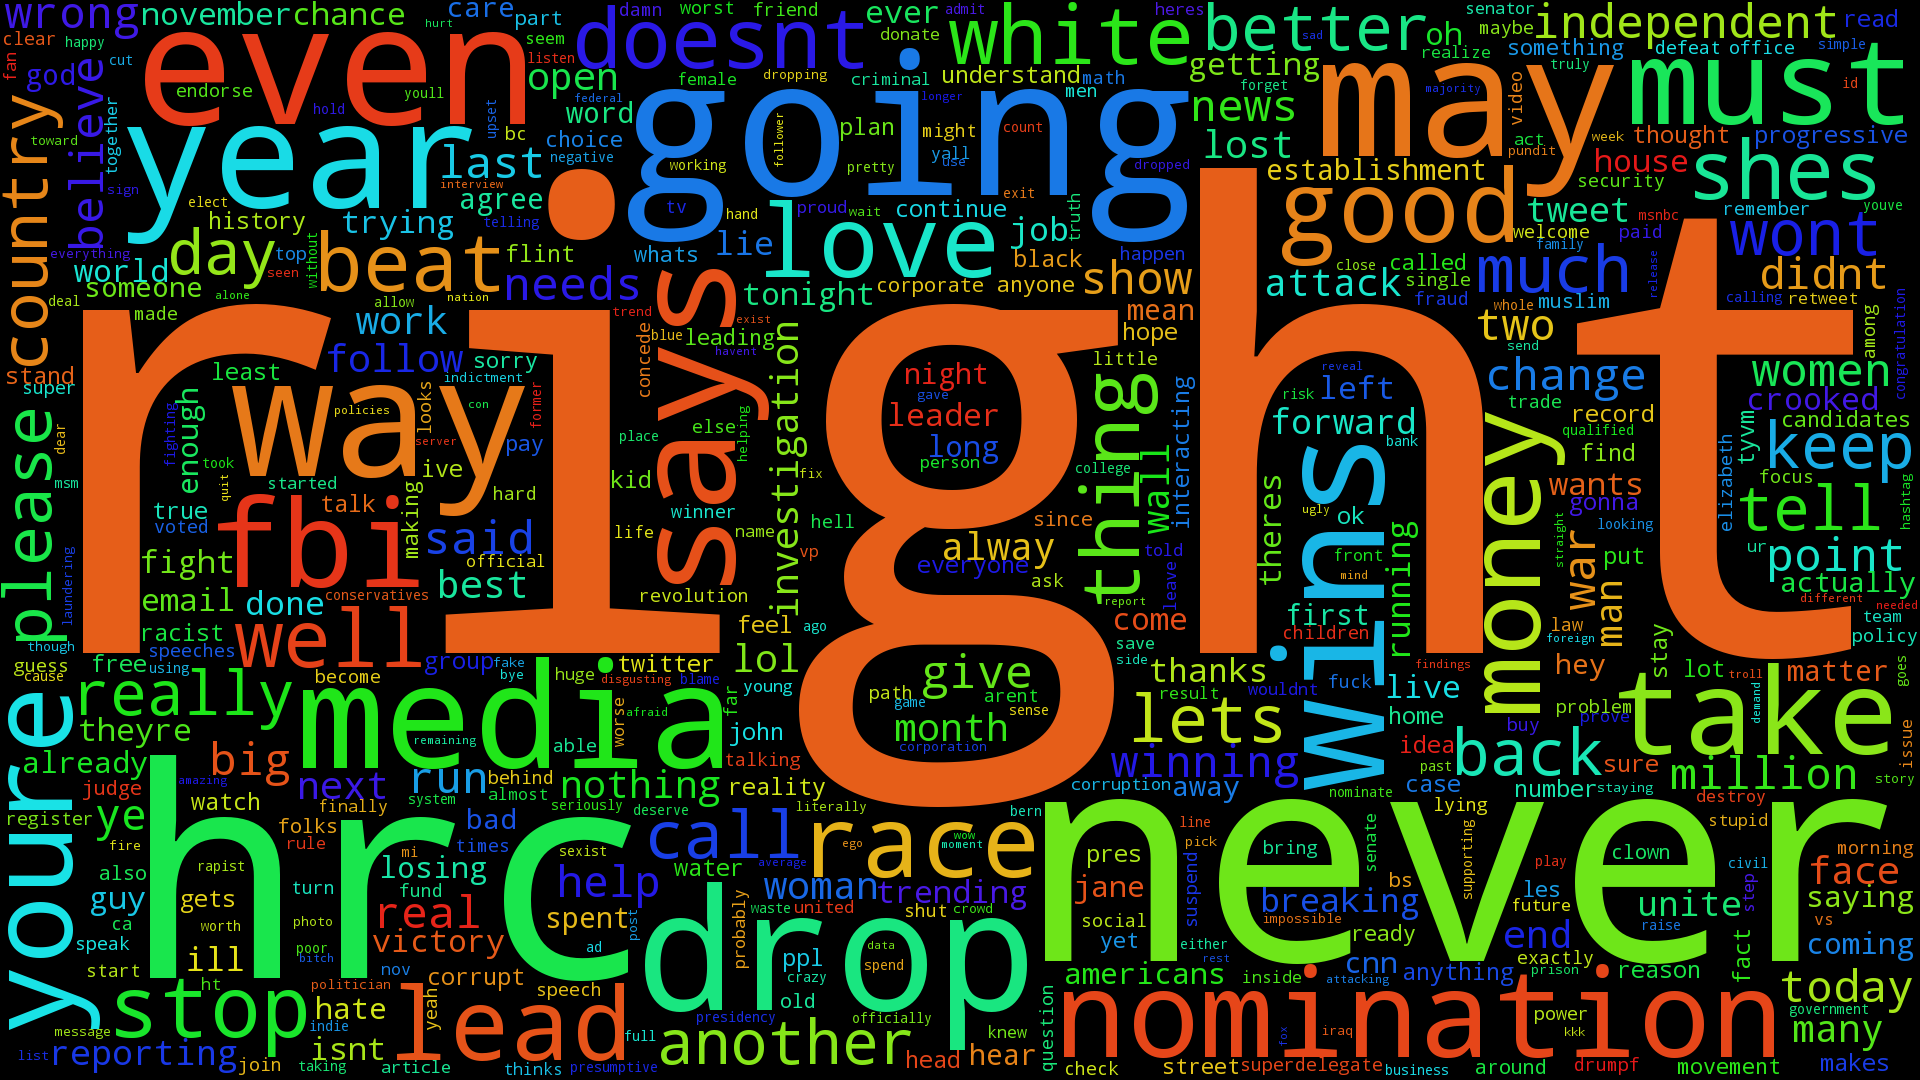 right
never
hrc
going
even
year
may
must
drop
nomination
media
take
fbi
way
says
wins
money
youre
white
doesnt
better
independent
wrong
november
chance
care
part
damn
worst
friend
ever
heres
admit
hurt
oh
senator
maybe
read
clear
happy
cut
fan
god
believe
country
endorse
hold
youll
listen
seem
open
female
dropping
donate
criminal
understand
math
men
getting
realize
something
defeat
office
simple
truly
forget
majority
id
video
federal
longer
upset
bc
word
choice
negative
plan
might
count
yall
use
pretty
working
follower
news
lost
act
week
pundit
thought
progressive
house
establishment
security
shes
toward
together
sign
elect
history
trying
last
interview
agree
telling
tv
hand
proud
wait
continue
exit
dropped
truth
job
good
tweet
welcome
msnbc
remember
youve
family
paid
wont
everything
world
day
top
seen
without
beat
flint
whats
lie
love
black
happen
show
attack
close
called
single
much
didnt
someone
deal
made
alone
allow
nation
needs
trend
tonight
corporate
anyone
mean
hope
fraud
muslim
whole
calling
retweet
release
work
follow
sorry
concede
blue
exist
leading
havent
investigation
little
two
send
among
congratulation
stand
super
least
indictment
looks
former
policies
con
night
gave
leader
long
person
thing
wall
interacting
risk
reveal
left
forward
bank
change
trade
record
qualified
find
women
crooked
candidates
tyvm
keep
please
dear
msm
fighting
enough
took
quit
started
server
pay
ive
hard
place
else
helping
kid
fix
college
theres
ugly
ok
wants
gonna
looking
elizabeth
focus
tell
hashtag
true
voted
talk
making
said
official
winner
life
name
hell
since
vp
alway
everyone
ask
told
leave
report
front
mind
running
straight
war
put
man
ur
point
actually
laundering
fight
email
done
conservatives
best
revolution
feel
ago
come
first
children
law
foreign
different
needed
team
policy
though
racist
speeches
well
using
free
guess
cause
group
fake
bye
become
huge
disgusting
twitter
blame
lol
young
far
give
path
arent
game
sense
month
corporation
save
side
thanks
result
wouldnt
findings
fuck
live
home
hey
stay
lot
troll
matter
goes
problem
demand
really
theyre
already
big
next
remaining
run
able
afraid
worse
john
talking
lets
winning
buy
prove
idea
back
sure
issue
past
million
story
judge
amazing
watch
finally
system
behind
almost
nothing
seriously
deserve
reality
literally
bern
corruption
away
nominate
case
lying
number
staying
destroy
stupid
register
ye
fire
folks
rule
bad
times
mi
losing
sexist
call
race
ego
wow
moment
average
line
pick
pres
bring
senate
supporting
play
clown
civil
morning
also
rapist
guy
gets
turn
fund
real
help
water
woman
trending
jane
social
suspend
breaking
impossible
bs
les
future
unite
raise
step
face
saying
vs
ca
speak
worth
photo
victory
spent
post
ad
probably
waste
united
shut
crowd
yet
either
rest
ready
end
exactly
fact
coming
start
ill
poor
bitch
nov
corrupt
politician
ppl
crazy
data
spend
americans
inside
cnn
attacking
anything
prison
reason
today
government
ht
stop
hate
yeah
lead
speech
old
presidency
officially
question
power
kkk
many
message
indie
isnt
full
another
knew
iraq
fox
list
reporting
join
taking
article
thinks
presumptive
head
hear
check
street
superdelegate
business
around
drumpf
movement
makes